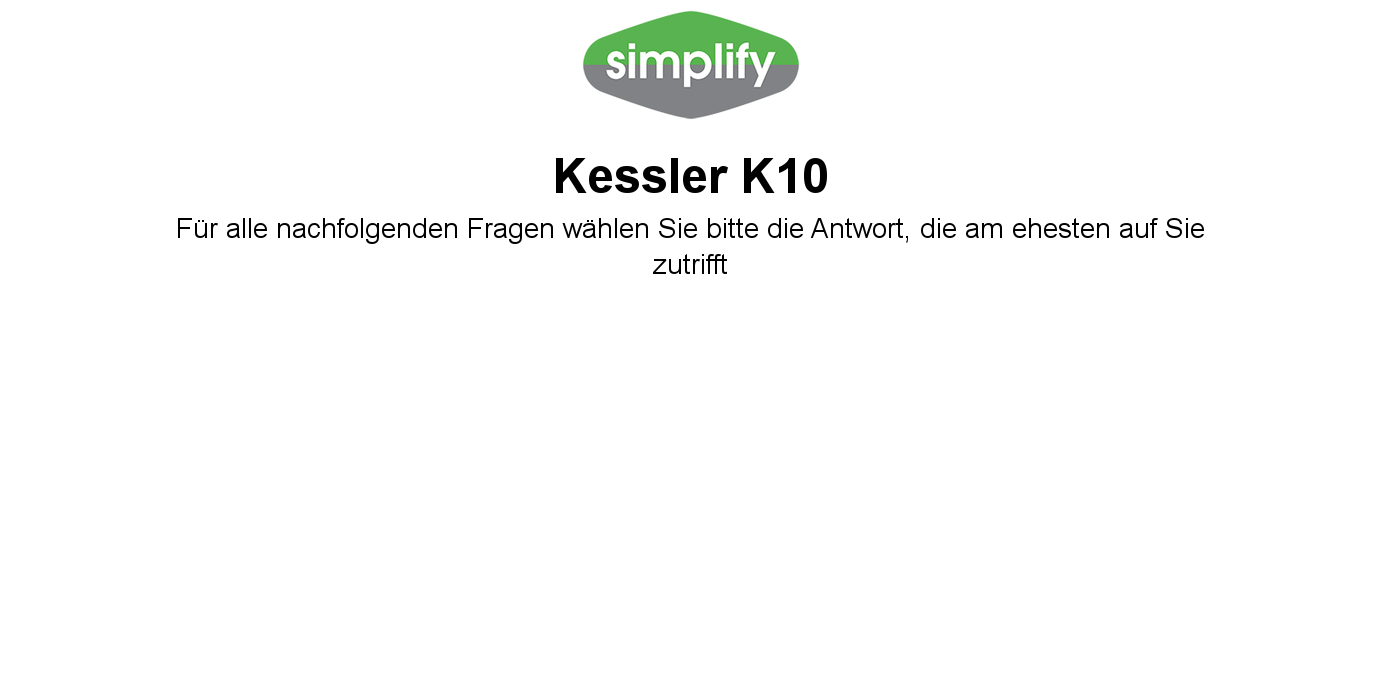 simplify
Kessler K10
Für alle nachfolgenden Fragen wählen Sie bitte die Antwort, die am ehesten auf Sie
zutrifft